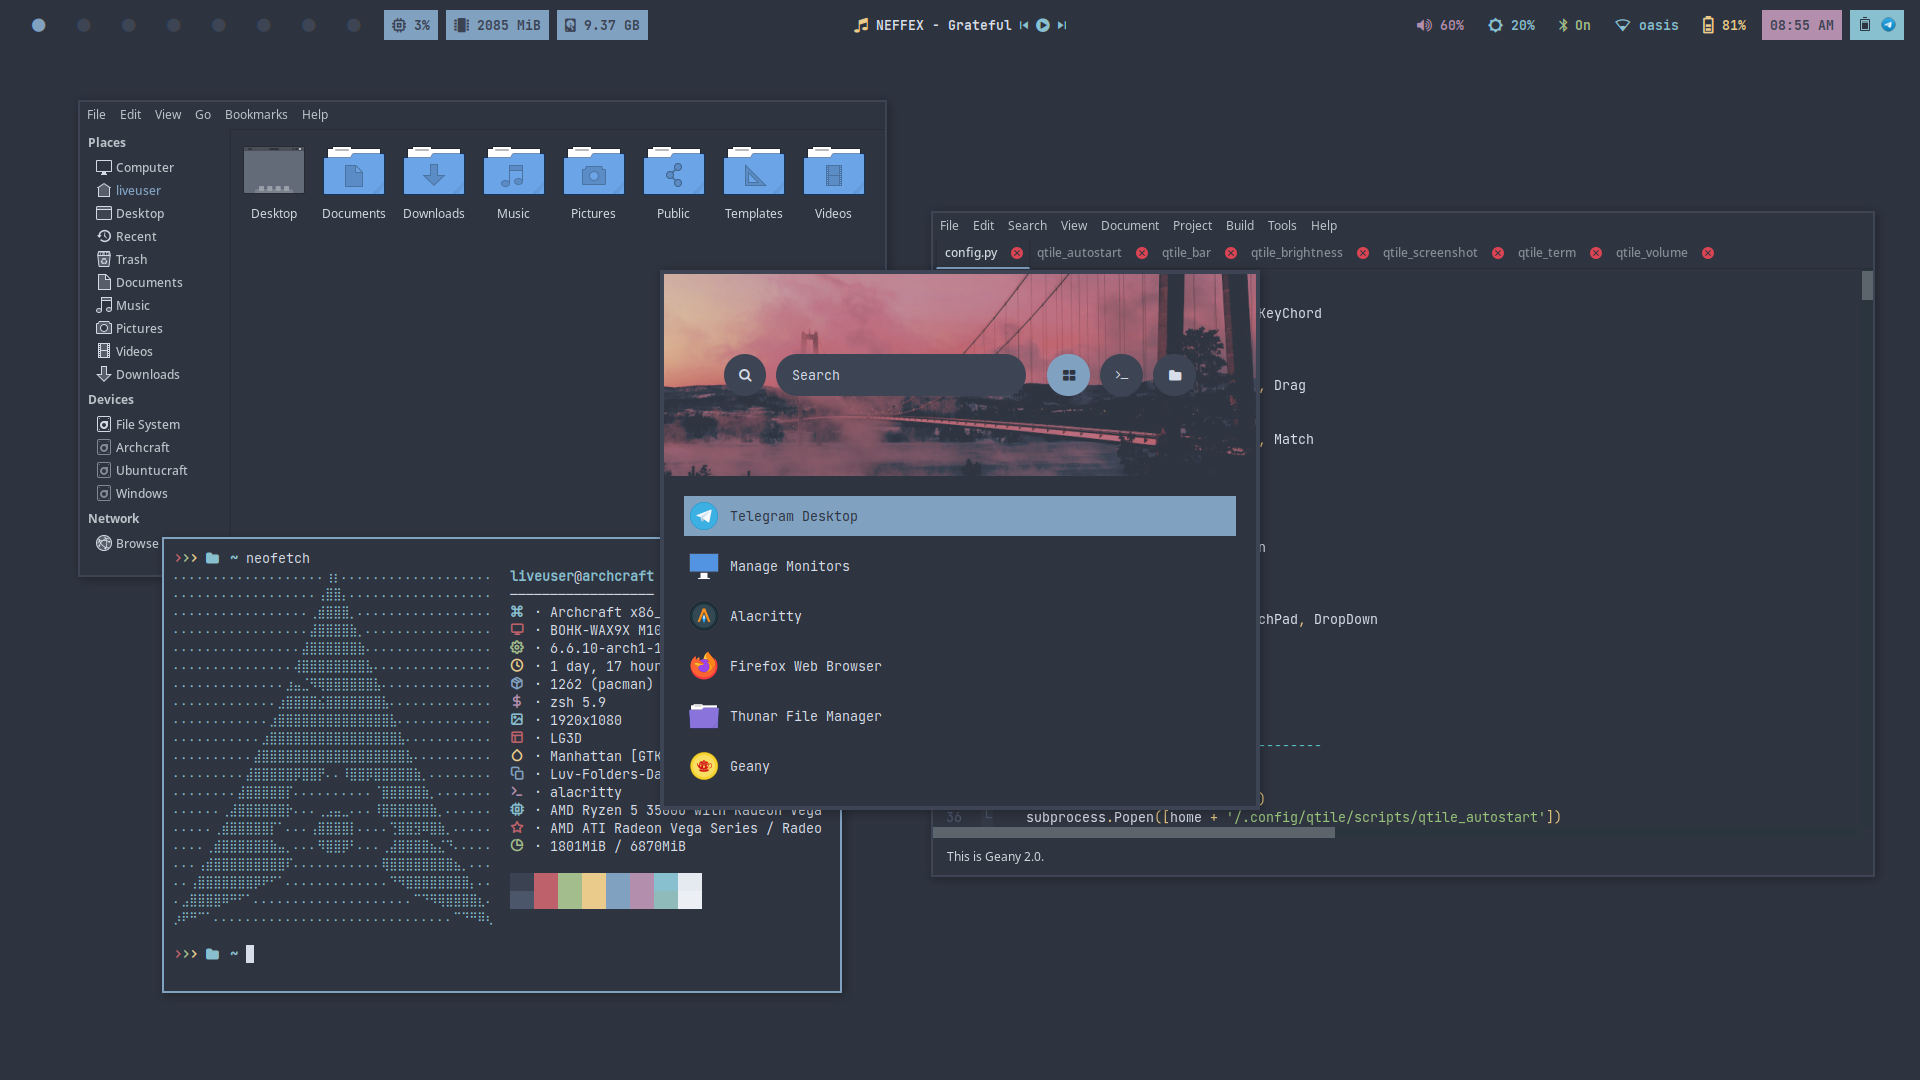 3%
2085 MiB
9.37 GB
NEFFEX - Grateful
60%
20%
On
oasis
81%
08:55 AM
File Edit View Go Bookmarks Help
Places
Computer
liveuser
Desktop
Recent
Trash
Documents
Music
Pictures
Videos
Downloads
Devices
File System
Archcraft
Ubuntucraft
Windows
Network
Browse
Desktop Documents Downloads Music Pictures Public Templates Videos
File Edit Search View Document Project Build Tools Help
config.py qtile_autostart qtile_bar qtile_brightness qtile_screenshot qtile_term qtile_volume
KeyChord
, Drag
, Match
n
chPad, DropDown
--------
)
36 subprocess.Popen([home + '/.config/qtile/scripts/qtile_autostart'])
This is Geany 2.0.
Search
Telegram Desktop
Manage Monitors
Alacritty
Firefox Web Browser
Thunar File Manager
Geany
>>> ~ neofetch
liveuser@archcraft
· Archcraft x86_
· BOHK-WAX9X M10
· 6.6.10-arch1-1
· 1 day, 17 hour
· 1262 (pacman)
· zsh 5.9
· 1920x1080
· LG3D
· Manhattan [GTK
· Luv-Folders-Da
· alacritty
· AMD Ryzen 5 3500U with Radeon Vega
· AMD ATI Radeon Vega Series / Radeo
· 1801MiB / 6870MiB
>>> ~